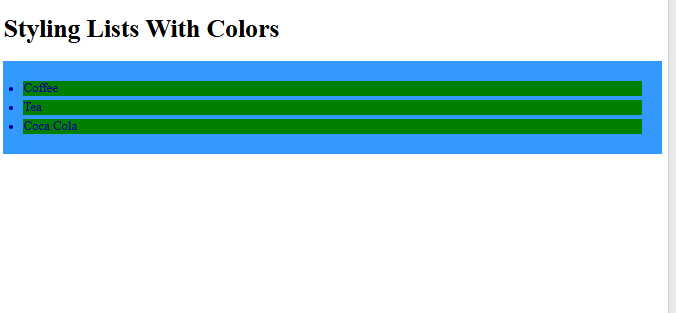 Styling Lists With Colors
Coffee
Tea
Coca Cola